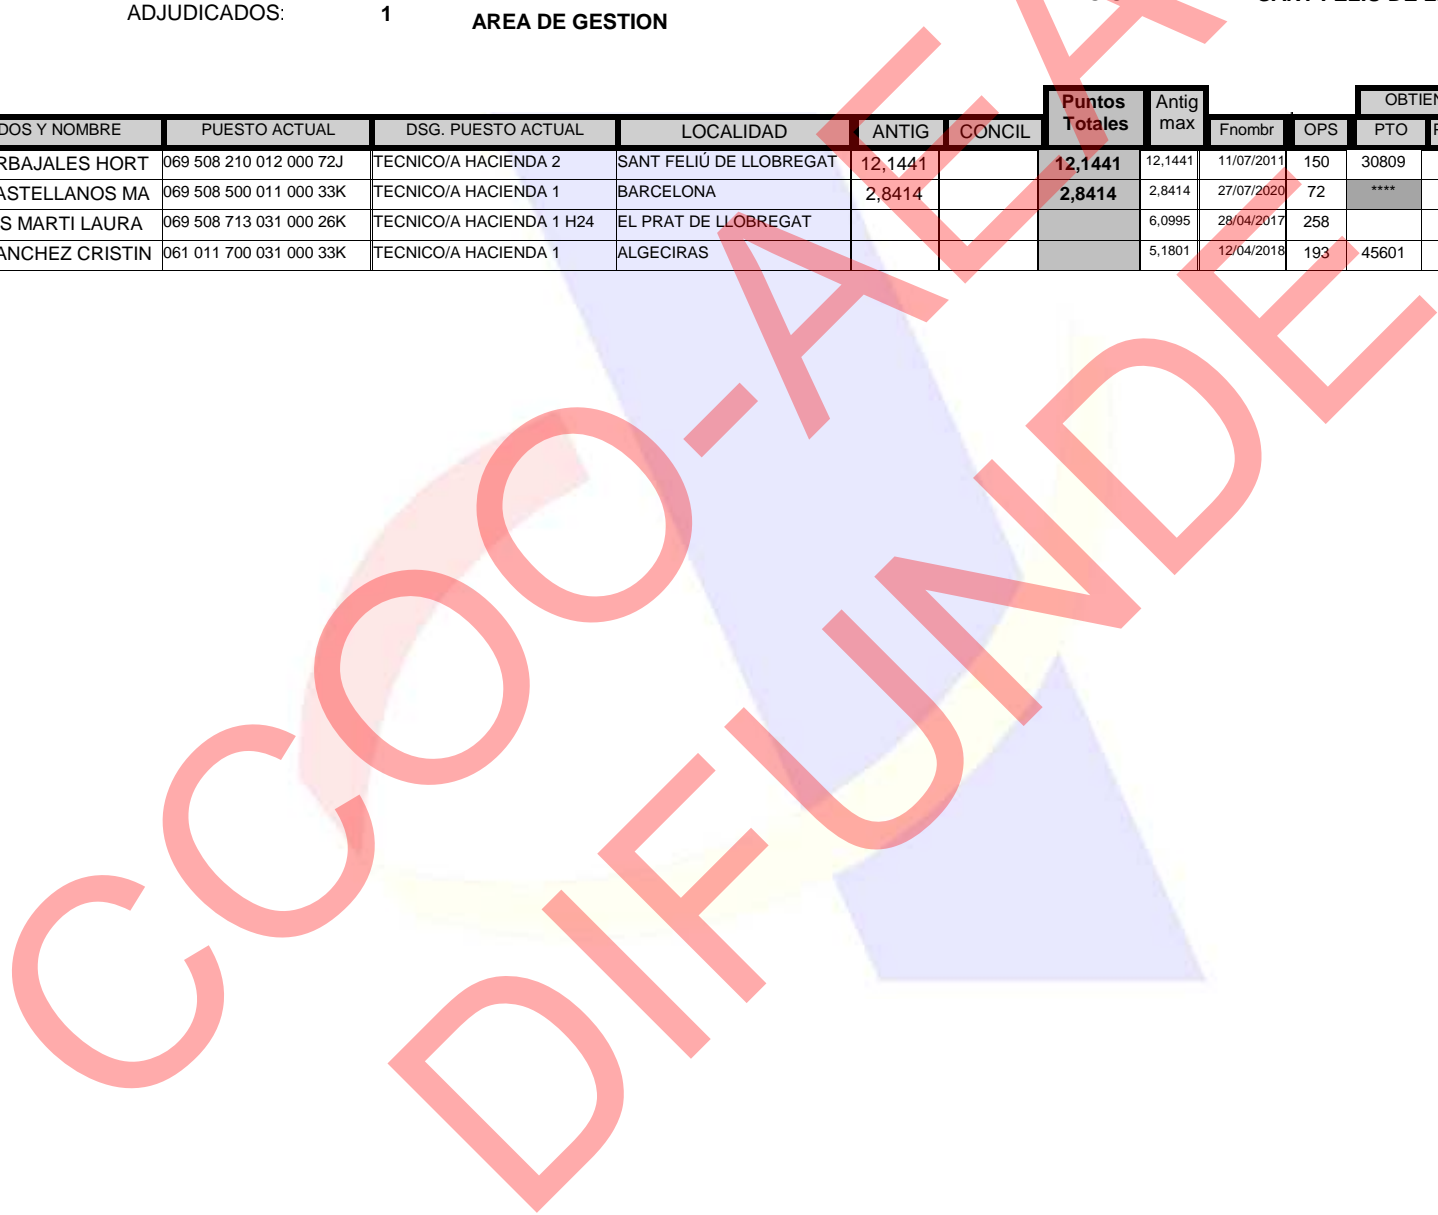 ADJUDICADOS: 1 AREA DE GESTION
Puntos Totales Antig max OBTIEN
DOS Y NOMBRE PUESTO ACTUAL DSG. PUESTO ACTUAL LOCALIDAD ANTIG CONCIL Fnombr OPS PTO
RBAJALES HORT 069 508 210 012 000 72J TECNICO/A HACIENDA 2 SANT FELIÚ DE LLOBREGAT 12,1441 12,1441 12,1441 11/07/2011 150 30809
ASTELLANOS MA 069 508 500 011 000 33K TECNICO/A HACIENDA 1 BARCELONA 2,8414 2,8414 2,8414 27/07/2020 72 ****
S MARTI LAURA 069 508 713 031 000 26K TECNICO/A HACIENDA 1 H24 EL PRAT DE LLOBREGAT 6,0995 28/04/2017 258
ANCHEZ CRISTIN 061 011 700 031 000 33K TECNICO/A HACIENDA 1 ALGECIRAS 5,1801 12/04/2018 193 45601
CCOO-AEA
DIFUNDE